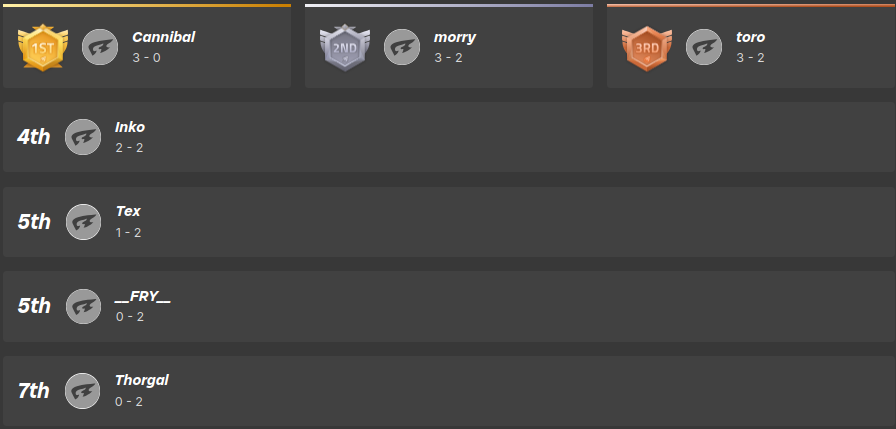 1ST
Cannibal
3 - 0
2ND
morry
3 - 2
3RD
toro
3 - 2
4th
Inko
2 - 2
5th
Tex
1 - 2
5th
__FRY__
0 - 2
7th
Thorgal
0 - 2